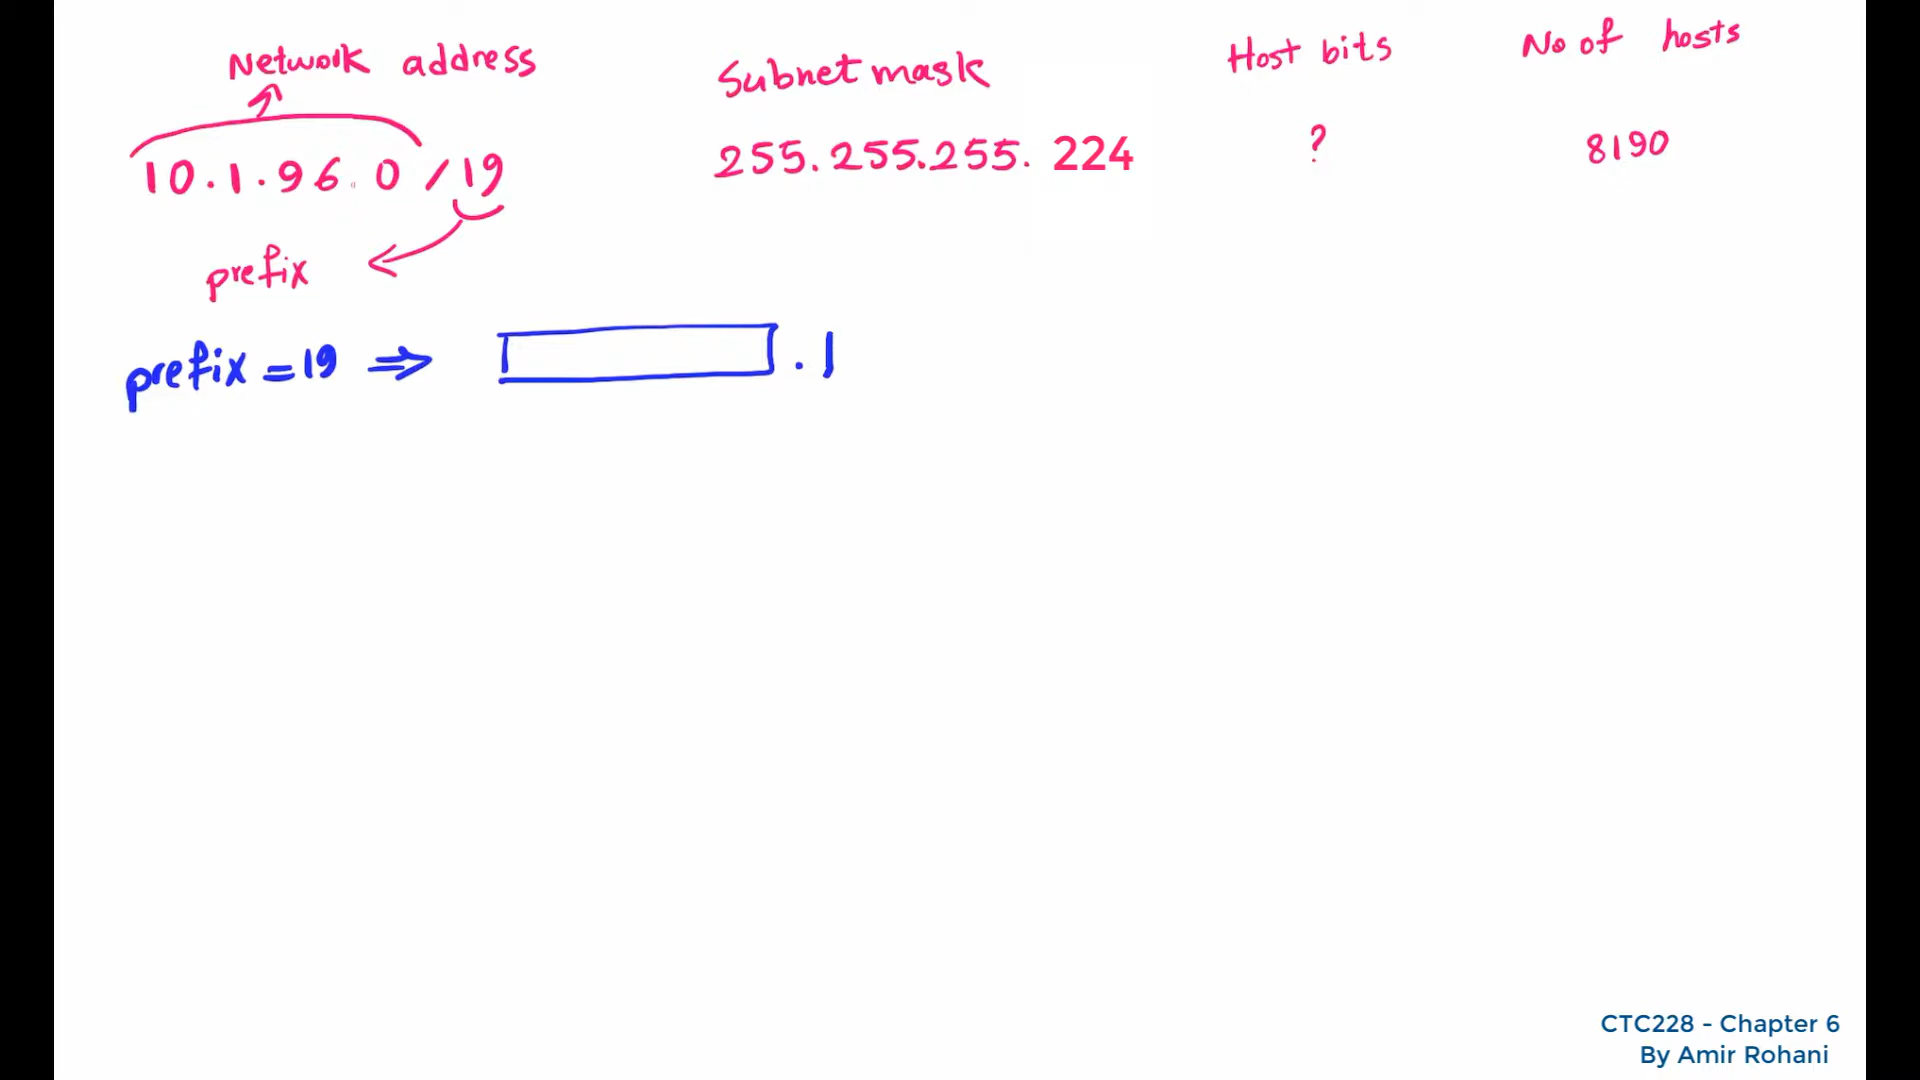 Network address
Subnet mask
Host bits
No of hosts
10.1.96.0/19
255.255.255.224
?
8190
prefix
prefix = 19 ⇒ . 1
CTC228 - Chapter 6
By Amir Rohani